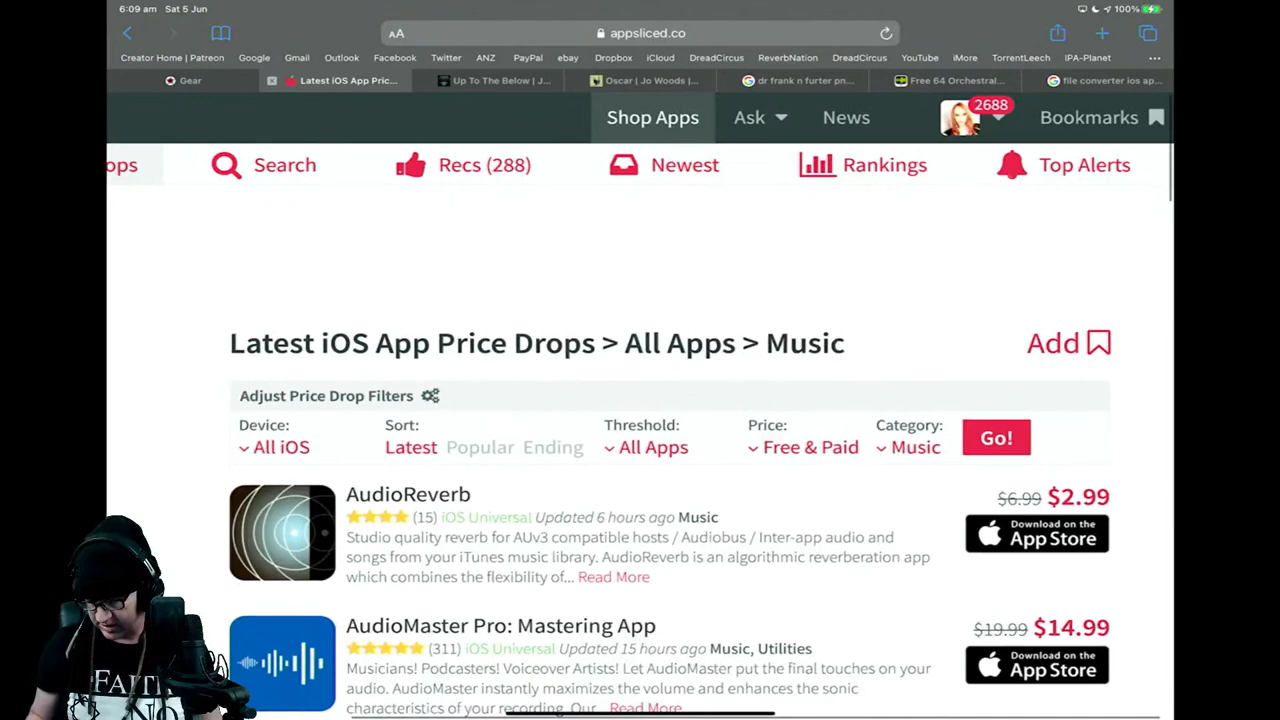 6:09 am Sat 5 Jun
100%
AA
appsliced.co
Creator Home | Patreon Google Gmail Outlook Facebook Twitter ANZ PayPal ebay Dropbox iCloud DreadCircus ReverbNation DreadCircus YouTube iMore TorrentLeech IPA-Planet ...
Gear Latest iOS App Pric... Up To The Below | J... Oscar | Jo Woods |... dr frank n furter pn... Free 64 Orchestral... file converter ios ap...
Shop Apps Ask News 2688 Bookmarks
ops Search Recs (288) Newest Rankings Top Alerts
Latest iOS App Price Drops > All Apps > Music Add
Adjust Price Drop Filters
Device: Sort: Threshold: Price: Category:
All iOS Latest Popular Ending All Apps Free & Paid Music Go!
AudioReverb $6.99 $2.99
(15) iOS Universal Updated 6 hours ago Music
Download on the
App Store
Studio quality reverb for AUv3 compatible hosts / Audiobus / Inter-app audio and
songs from your iTunes music library. AudioReverb is an algorithmic reverberation app
which combines the flexibility of... Read More
AudioMaster Pro: Mastering App $19.99 $14.99
(311) iOS Universal Updated 15 hours ago Music, Utilities
Download on the
App Store
Musicians! Podcasters! Voiceover Artists! Let AudioMaster put the final touches on your
audio. AudioMaster instantly maximizes the volume and enhances the sonic
characteristics of your recording. Our... Read More
FAITH
NO